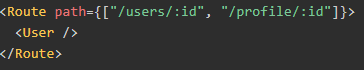 <Route path={["/users/:id", "/profile/:id"]}>
  <User />
</Route>